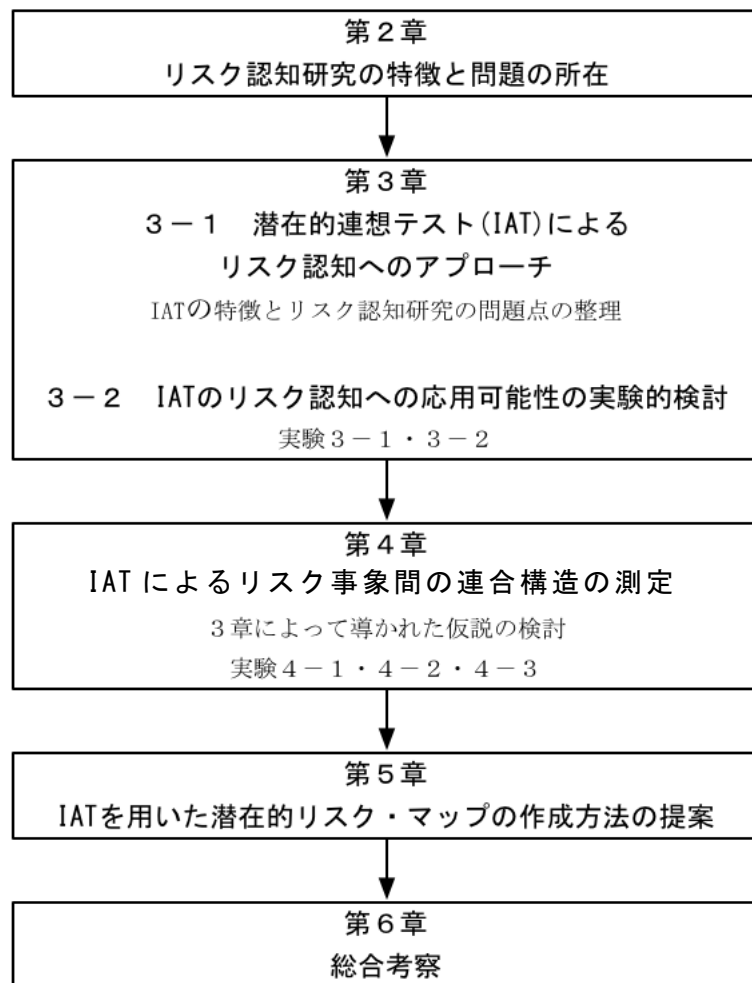 第２章
リスク認知研究の特徴と問題の所在
第３章
３－１　潜在的連想テスト(IAT)による
リスク認知へのアプローチ
IATの特徴とリスク認知研究の問題点の整理
３－２　IATのリスク認知への応用可能性の実験的検討
実験３－１・３－２
第４章
IATによるリスク事象間の連合構造の測定
３章によって導かれた仮説の検討
実験４－１・４－２・４－３
第５章
IATを用いた潜在的リスク・マップの作成方法の提案
第６章
総合考察